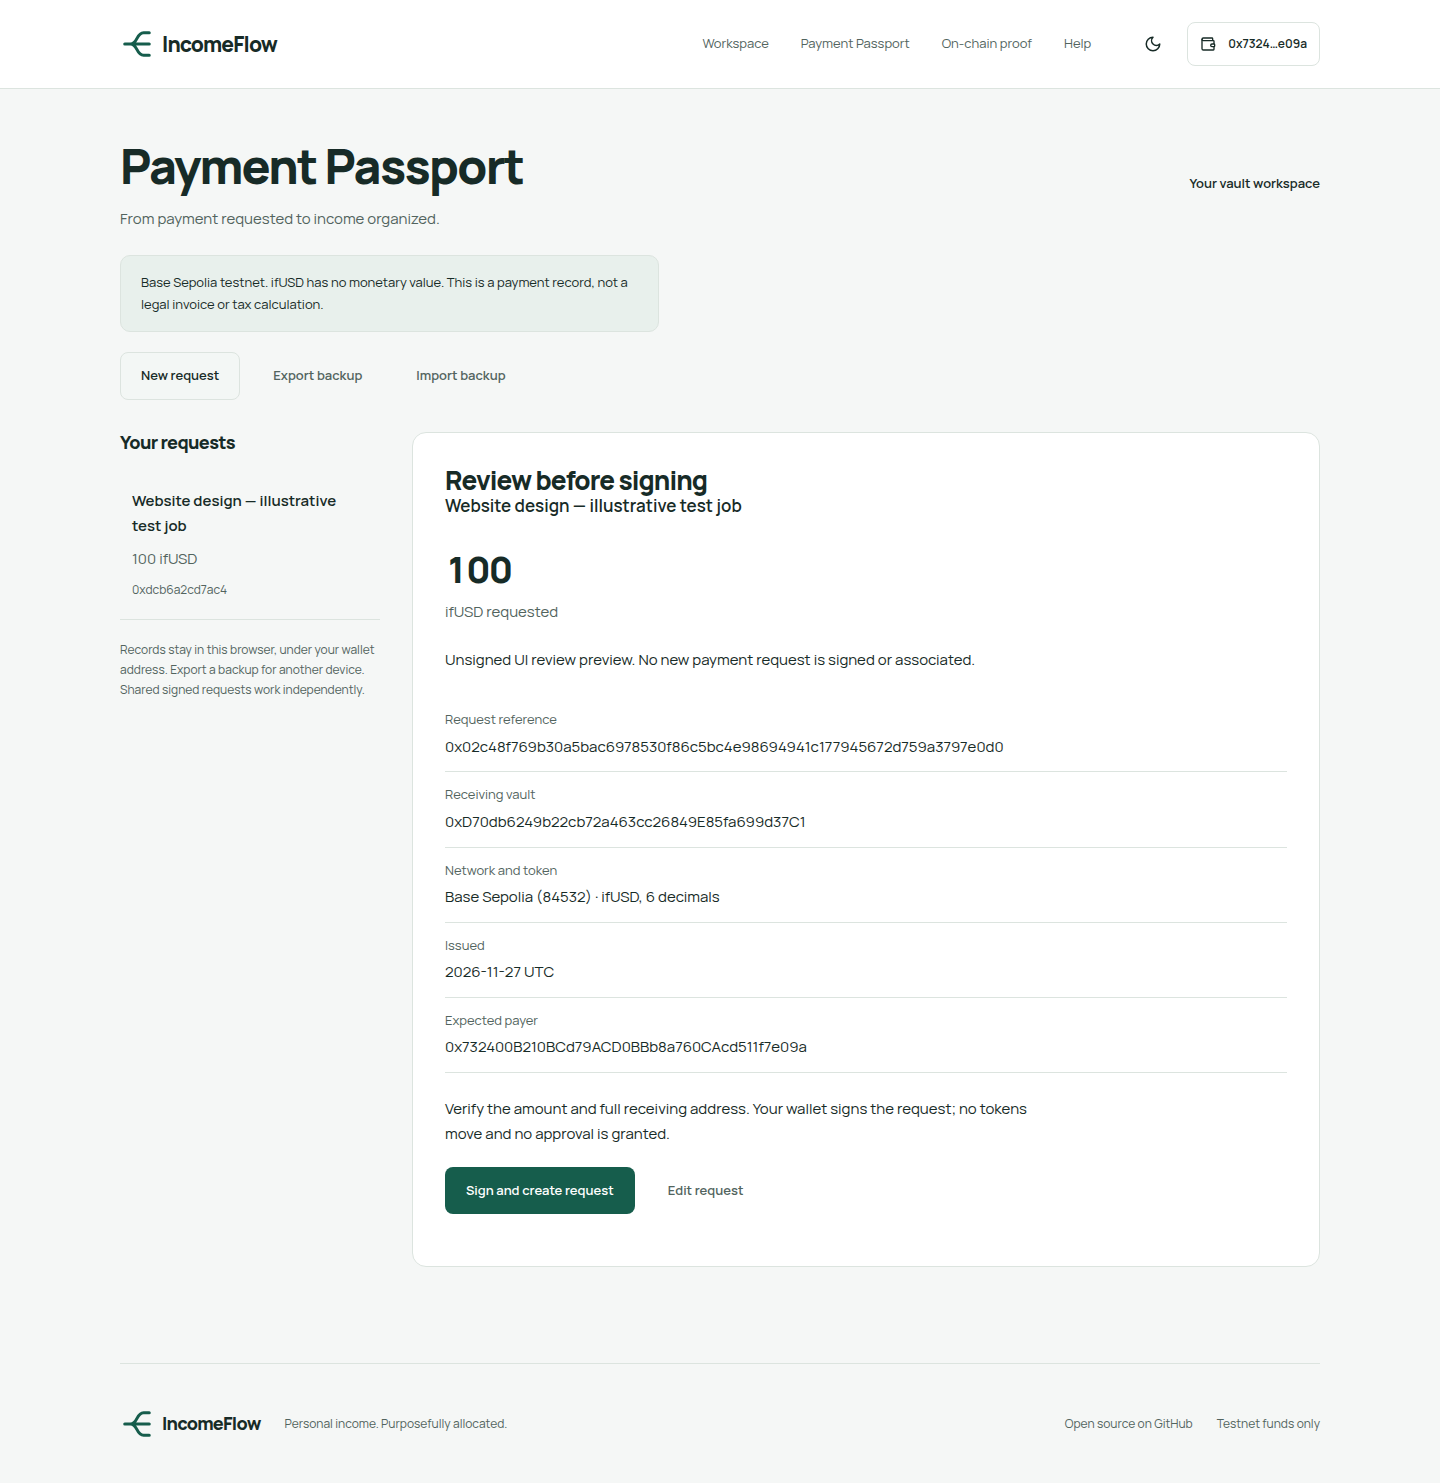 IncomeFlow
Workspace
Payment Passport
On-chain proof
Help
0x7324...e09a
Payment Passport
Your vault workspace
From payment requested to income organized.
Base Sepolia testnet. ifUSD has no monetary value. This is a payment record, not a
legal invoice or tax calculation.
New request
Export backup
Import backup
Your requests
Website design — illustrative
test job
100 ifUSD
0xdcb6a2cd7ac4
Records stay in this browser, under your wallet
address. Export a backup for another device.
Shared signed requests work independently.
Review before signing
Website design — illustrative test job
100
ifUSD requested
Unsigned UI review preview. No new payment request is signed or associated.
Request reference
0x02c48f769b30a5bac6978530f86c5bc4e98694941c177945672d759a3797e0d0
Receiving vault
0xD70db6249b22cb72a463cc26849E85fa699d37C1
Network and token
Base Sepolia (84532) · ifUSD, 6 decimals
Issued
2026-11-27 UTC
Expected payer
0x732400B210BCd79ACD0BBb8a760CAcd511f7e09a
Verify the amount and full receiving address. Your wallet signs the request; no tokens
move and no approval is granted.
Sign and create request
Edit request
IncomeFlow
Personal income. Purposefully allocated.
Open source on GitHub
Testnet funds only